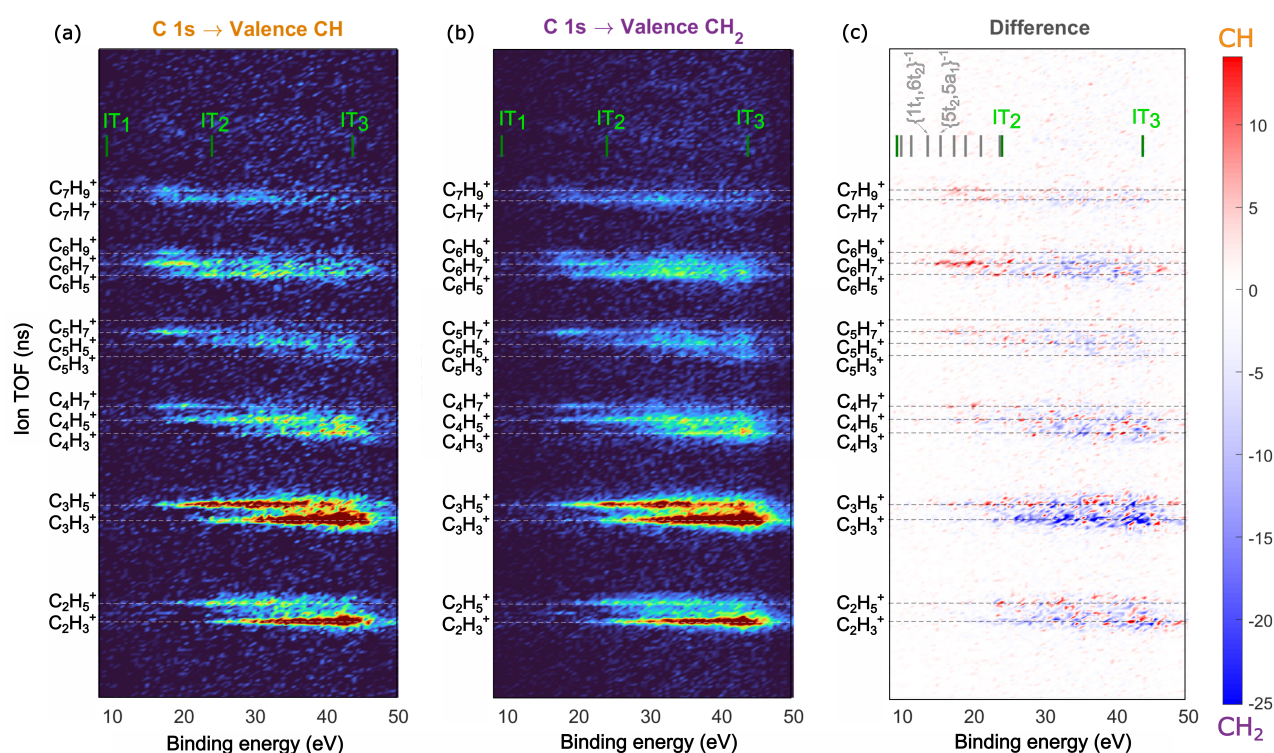 (a)
C 1s → Valence CH
IT₁
IT₂
IT₃
Ion TOF (ns)
C₇H₉⁺
C₇H₇⁺
C₆H₉⁺
C₆H₇⁺
C₆H₅⁺
C₅H₇⁺
C₅H₅⁺
C₅H₃⁺
C₄H₇⁺
C₄H₅⁺
C₄H₃⁺
C₃H₅⁺
C₃H₃⁺
C₂H₅⁺
C₂H₃⁺
10 20 30 40 50
Binding energy (eV)
(b)
C 1s → Valence CH₂
IT₁
IT₂
IT₃
C₇H₉⁺
C₇H₇⁺
C₆H₉⁺
C₆H₇⁺
C₆H₅⁺
C₅H₇⁺
C₅H₅⁺
C₅H₃⁺
C₄H₇⁺
C₄H₅⁺
C₄H₃⁺
C₃H₅⁺
C₃H₃⁺
C₂H₅⁺
C₂H₃⁺
10 20 30 40 50
Binding energy (eV)
(c)
Difference
{1t₁,6t₂}⁻¹
{5t₂,5a₁}⁻¹
IT₂
IT₃
C₇H₉⁺
C₇H₇⁺
C₆H₉⁺
C₆H₇⁺
C₆H₅⁺
C₅H₇⁺
C₅H₅⁺
C₅H₃⁺
C₄H₇⁺
C₄H₅⁺
C₄H₃⁺
C₃H₅⁺
C₃H₃⁺
C₂H₅⁺
C₂H₃⁺
10 20 30 40 50
Binding energy (eV)
CH
10
5
0
-5
-10
-15
-20
-25
CH₂